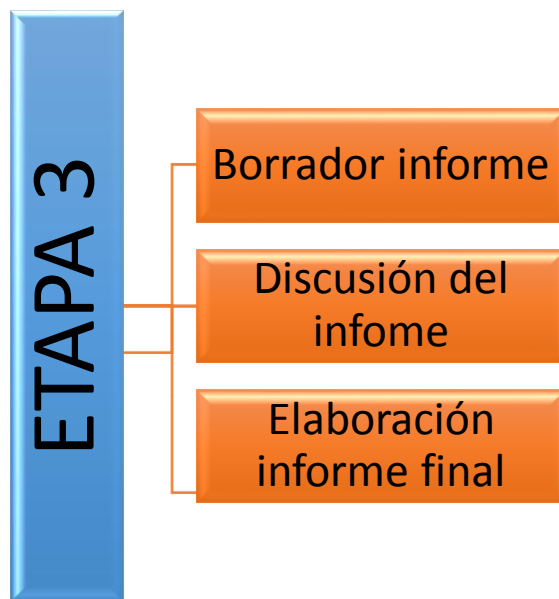 ETAPA 3
Borrador informe
Discusión del
infome
Elaboración
informe final